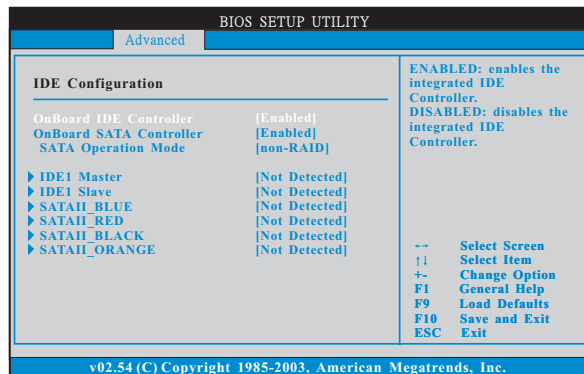 BIOS SETUP UTILITY
Advanced
IDE Configuration
OnBoard IDE Controller [Enabled]
OnBoard SATA Controller [Enabled]
SATA Operation Mode [non-RAID]
IDE1 Master [Not Detected]
IDE1 Slave [Not Detected]
SATAII_BLUE [Not Detected]
SATAII_RED [Not Detected]
SATAII_BLACK [Not Detected]
SATAII_ORANGE [Not Detected]
ENABLED: enables the
integrated IDE
Controller.
DISABLED: disables the
integrated IDE
Controller.
←→ Select Screen
↑↓ Select Item
+- Change Option
F1 General Help
F9 Load Defaults
F10 Save and Exit
ESC Exit
v02.54 (C) Copyright 1985-2003, American Megatrends, Inc.